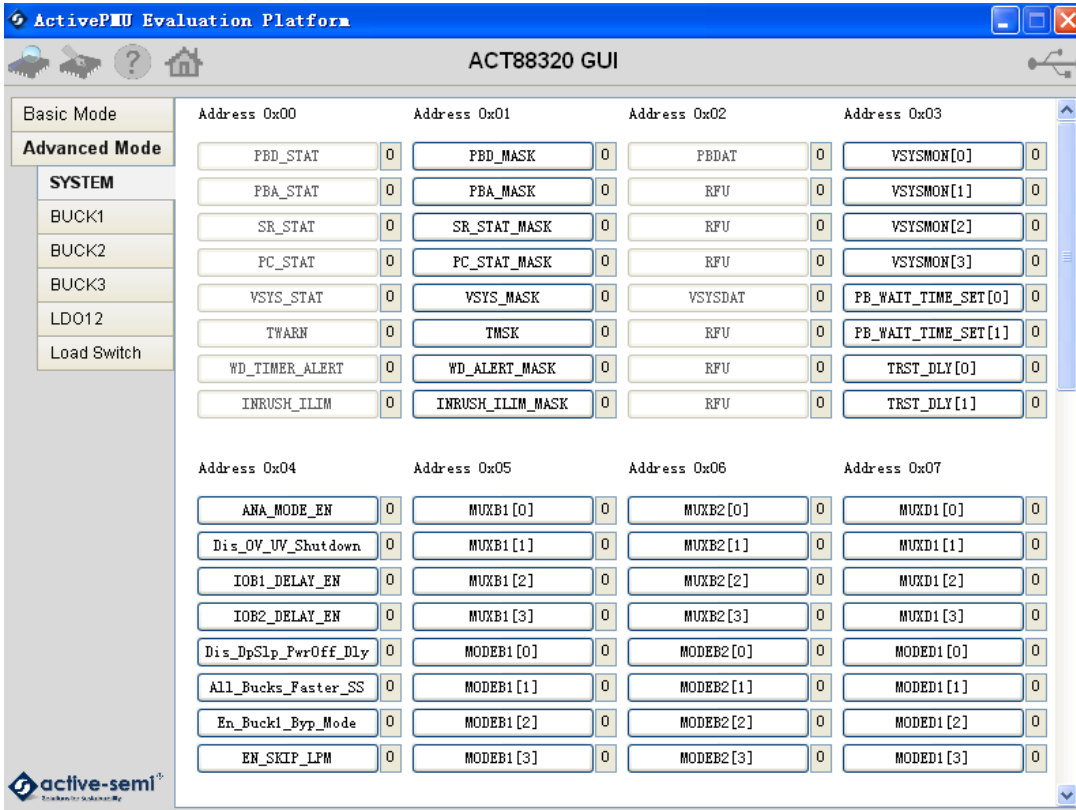 ActivePMU Evaluation Platform
ACT88320 GUI
Basic Mode
Advanced Mode
SYSTEM
BUCK1
BUCK2
BUCK3
LDO12
Load Switch
Address 0x00 Address 0x01 Address 0x02 Address 0x03
PBD_STAT 0 PBD_MASK 0 PBDAT 0 VSYSMON[0] 0
PBA_STAT 0 PBA_MASK 0 RFU 0 VSYSMON[1] 0
SR_STAT 0 SR_STAT_MASK 0 RFU 0 VSYSMON[2] 0
PC_STAT 0 PC_STAT_MASK 0 RFU 0 VSYSMON[3] 0
VSYS_STAT 0 VSYS_MASK 0 VSYSDAT 0 PB_WAIT_TIME_SET[0] 0
TWARN 0 TMSK 0 RFU 0 PB_WAIT_TIME_SET[1] 0
WD_TIMER_ALERT 0 WD_ALERT_MASK 0 RFU 0 TRST_DLY[0] 0
INRUSH_ILIM 0 INRUSH_ILIM_MASK 0 RFU 0 TRST_DLY[1] 0
Address 0x04 Address 0x05 Address 0x06 Address 0x07
ANA_MODE_EN 0 MUXB1[0] 0 MUXB2[0] 0 MUXD1[0] 0
Dis_OV_UV_Shutdown 0 MUXB1[1] 0 MUXB2[1] 0 MUXD1[1] 0
IOB1_DELAY_EN 0 MUXB1[2] 0 MUXB2[2] 0 MUXD1[2] 0
IOB2_DELAY_EN 0 MUXB1[3] 0 MUXB2[3] 0 MUXD1[3] 0
Dis_DpSlp_PwrOff_Dly 0 MODEB1[0] 0 MODEB2[0] 0 MODED1[0] 0
All_Bucks_Faster_SS 0 MODEB1[1] 0 MODEB2[1] 0 MODED1[1] 0
En_Buck1_Byp_Mode 0 MODEB1[2] 0 MODEB2[2] 0 MODED1[2] 0
EN_SKIP_LPM 0 MODEB1[3] 0 MODEB2[3] 0 MODED1[3] 0
active-semi
Solutions for Sustainability